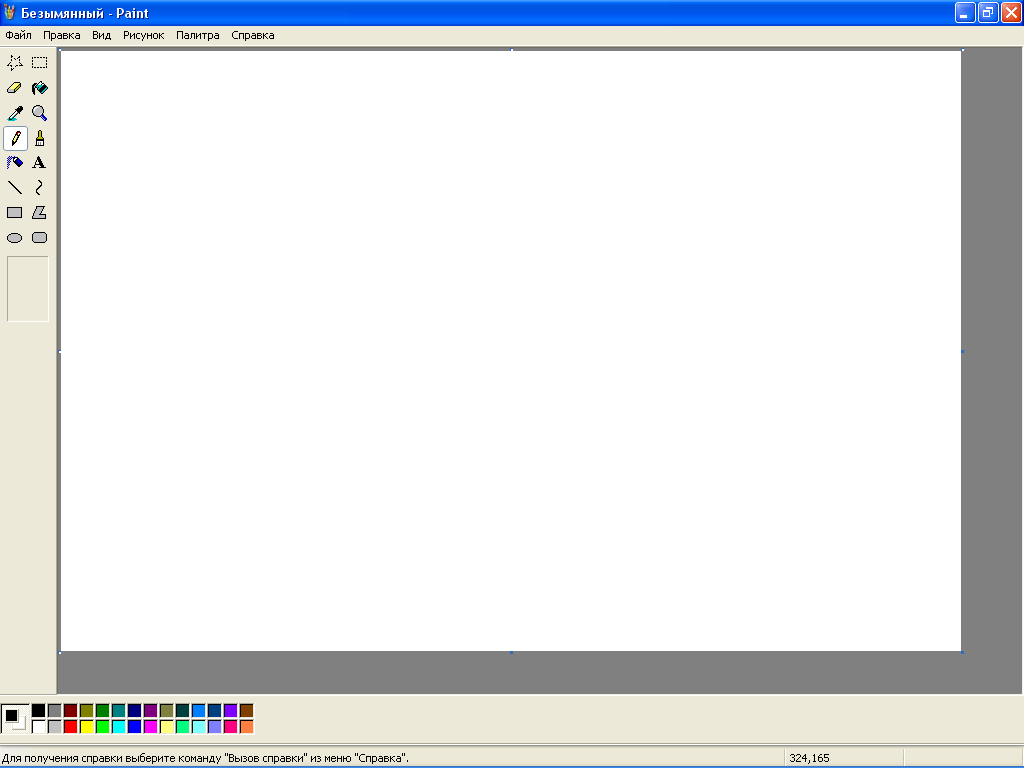 Безымянный - Paint
Файл Правка Вид Рисунок Палитра Справка
A
Для получения справки выберите команду "Вызов справки" из меню "Справка".
324,165